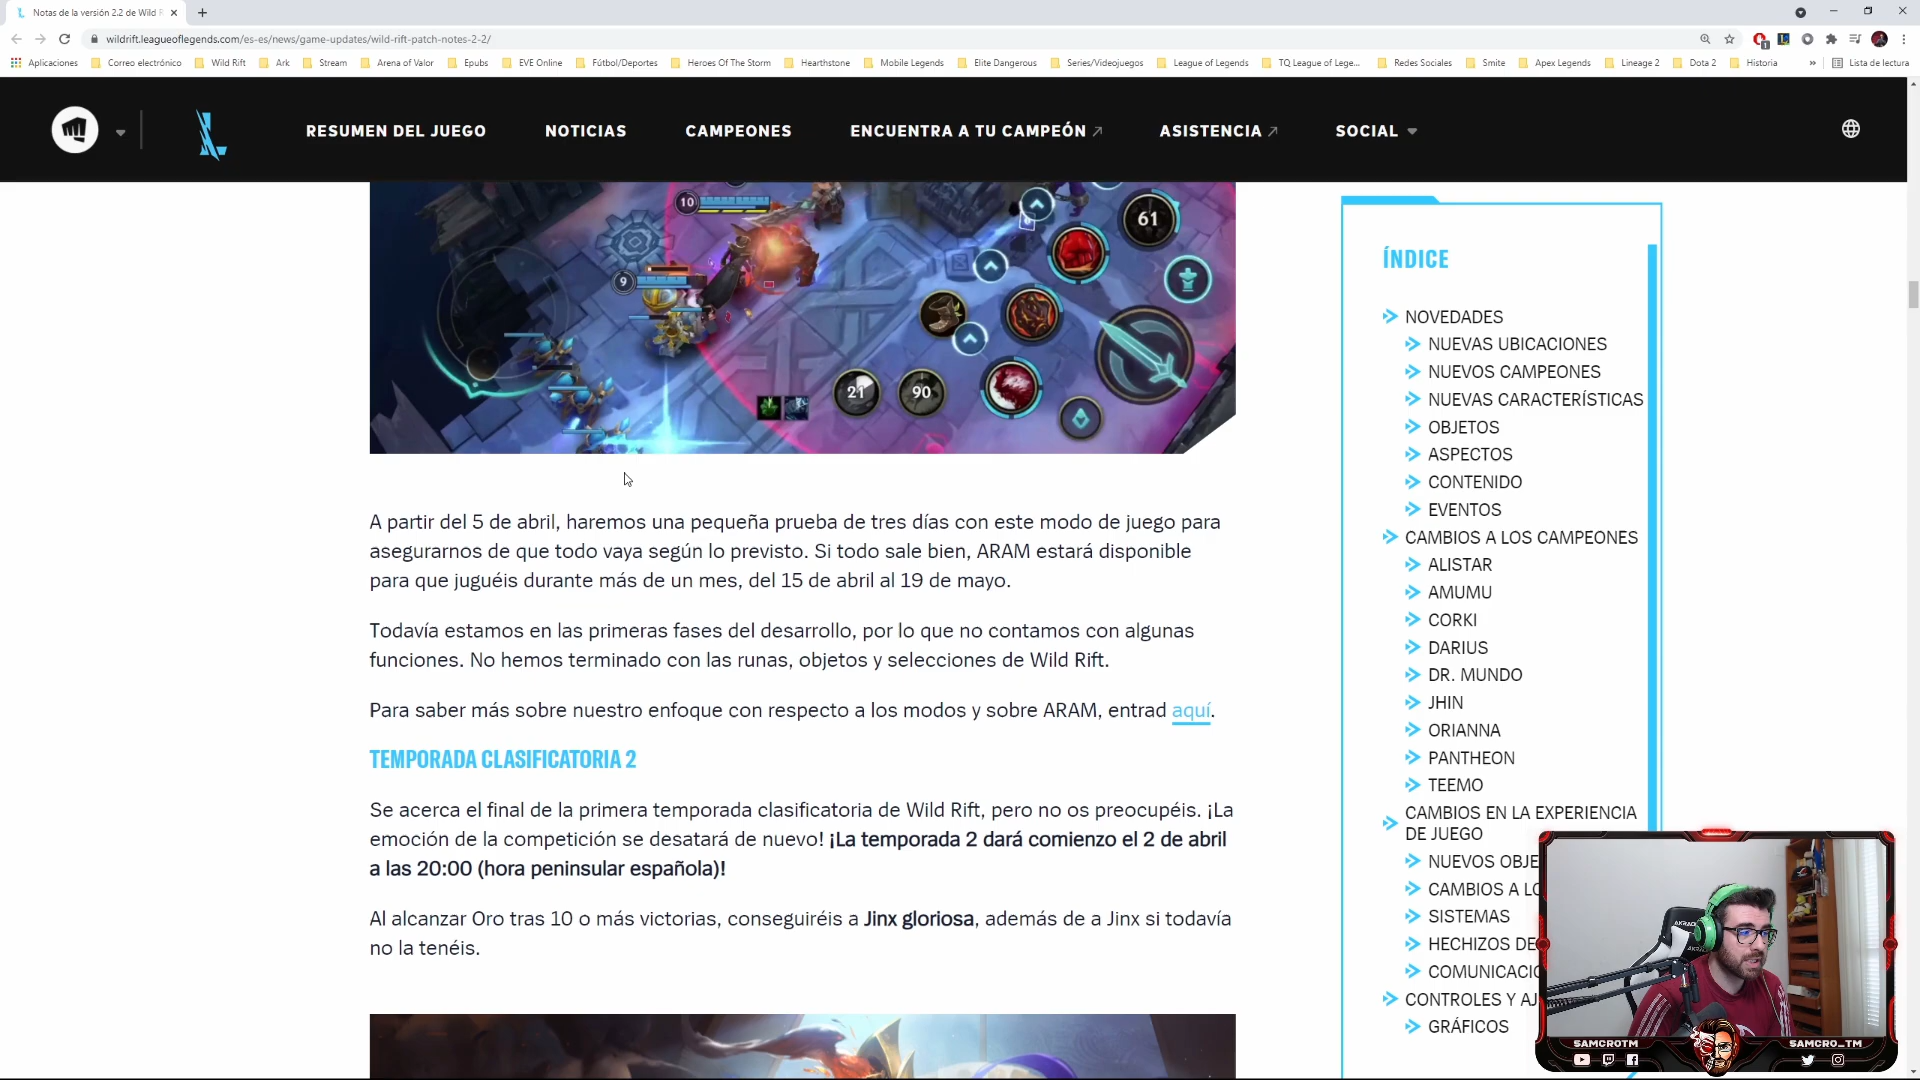 Notas de la versión 2.2 de Wild R
wildrift.leagueoflegends.com/es-es/news/game-updates/wild-rift-patch-notes-2-2/
Aplicaciones Correo electrónico Wild Rift Ark Stream Arena of Valor Epubs EVE Online Fútbol/Deportes Heroes Of The Storm Hearthstone Mobile Legends Elite Dangerous Series/Videojuegos League of Legends TQ League of Lege... Redes Sociales Smite Apex Legends Lineage 2 Dota 2 Historia » Lista de lectura
RESUMEN DEL JUEGO NOTICIAS CAMPEONES ENCUENTRA A TU CAMPEÓN ASISTENCIA SOCIAL
10
61
9
21
90
A partir del 5 de abril, haremos una pequeña prueba de tres días con este modo de juego para
asegurarnos de que todo vaya según lo previsto. Si todo sale bien, ARAM estará disponible
para que juguéis durante más de un mes, del 15 de abril al 19 de mayo.
Todavía estamos en las primeras fases del desarrollo, por lo que no contamos con algunas
funciones. No hemos terminado con las runas, objetos y selecciones de Wild Rift.
Para saber más sobre nuestro enfoque con respecto a los modos y sobre ARAM, entrad aquí.
TEMPORADA CLASIFICATORIA 2
Se acerca el final de la primera temporada clasificatoria de Wild Rift, pero no os preocupéis. ¡La
emoción de la competición se desatará de nuevo! ¡La temporada 2 dará comienzo el 2 de abril
a las 20:00 (hora peninsular española)!
Al alcanzar Oro tras 10 o más victorias, conseguiréis a Jinx gloriosa, además de a Jinx si todavía
no la tenéis.
ÍNDICE
NOVEDADES
NUEVAS UBICACIONES
NUEVOS CAMPEONES
NUEVAS CARACTERÍSTICAS
OBJETOS
ASPECTOS
CONTENIDO
EVENTOS
CAMBIOS A LOS CAMPEONES
ALISTAR
AMUMU
CORKI
DARIUS
DR. MUNDO
JHIN
ORIANNA
PANTHEON
TEEMO
CAMBIOS EN LA EXPERIENCIA
DE JUEGO
NUEVOS OBJE
CAMBIOS A LO
SISTEMAS
HECHIZOS DE
COMUNICACIO
CONTROLES Y AJ
GRÁFICOS
SAMCROTM
SAMCRO_TM